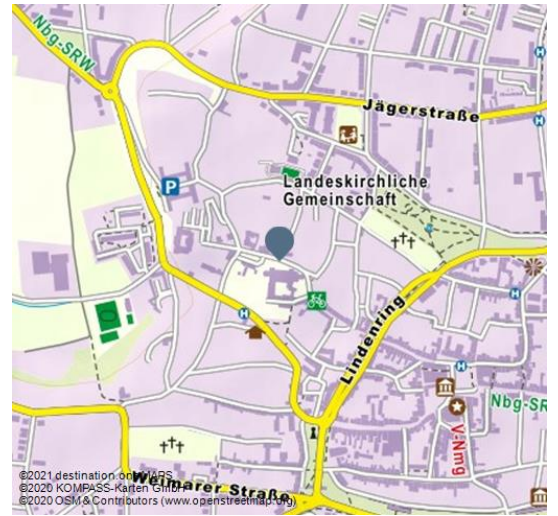 Nbg-SRW
Jägerstraße
H
P
Landeskirchliche
Gemeinschaft
H
H
Lindenring
H
Nbg-SR
V-Nmg
Weimarer Straße
©2021 destination one MAPS
©2020 KOMPASS-Karten GmbH
©2020 OSM & Contributors (www.openstreetmap.org)